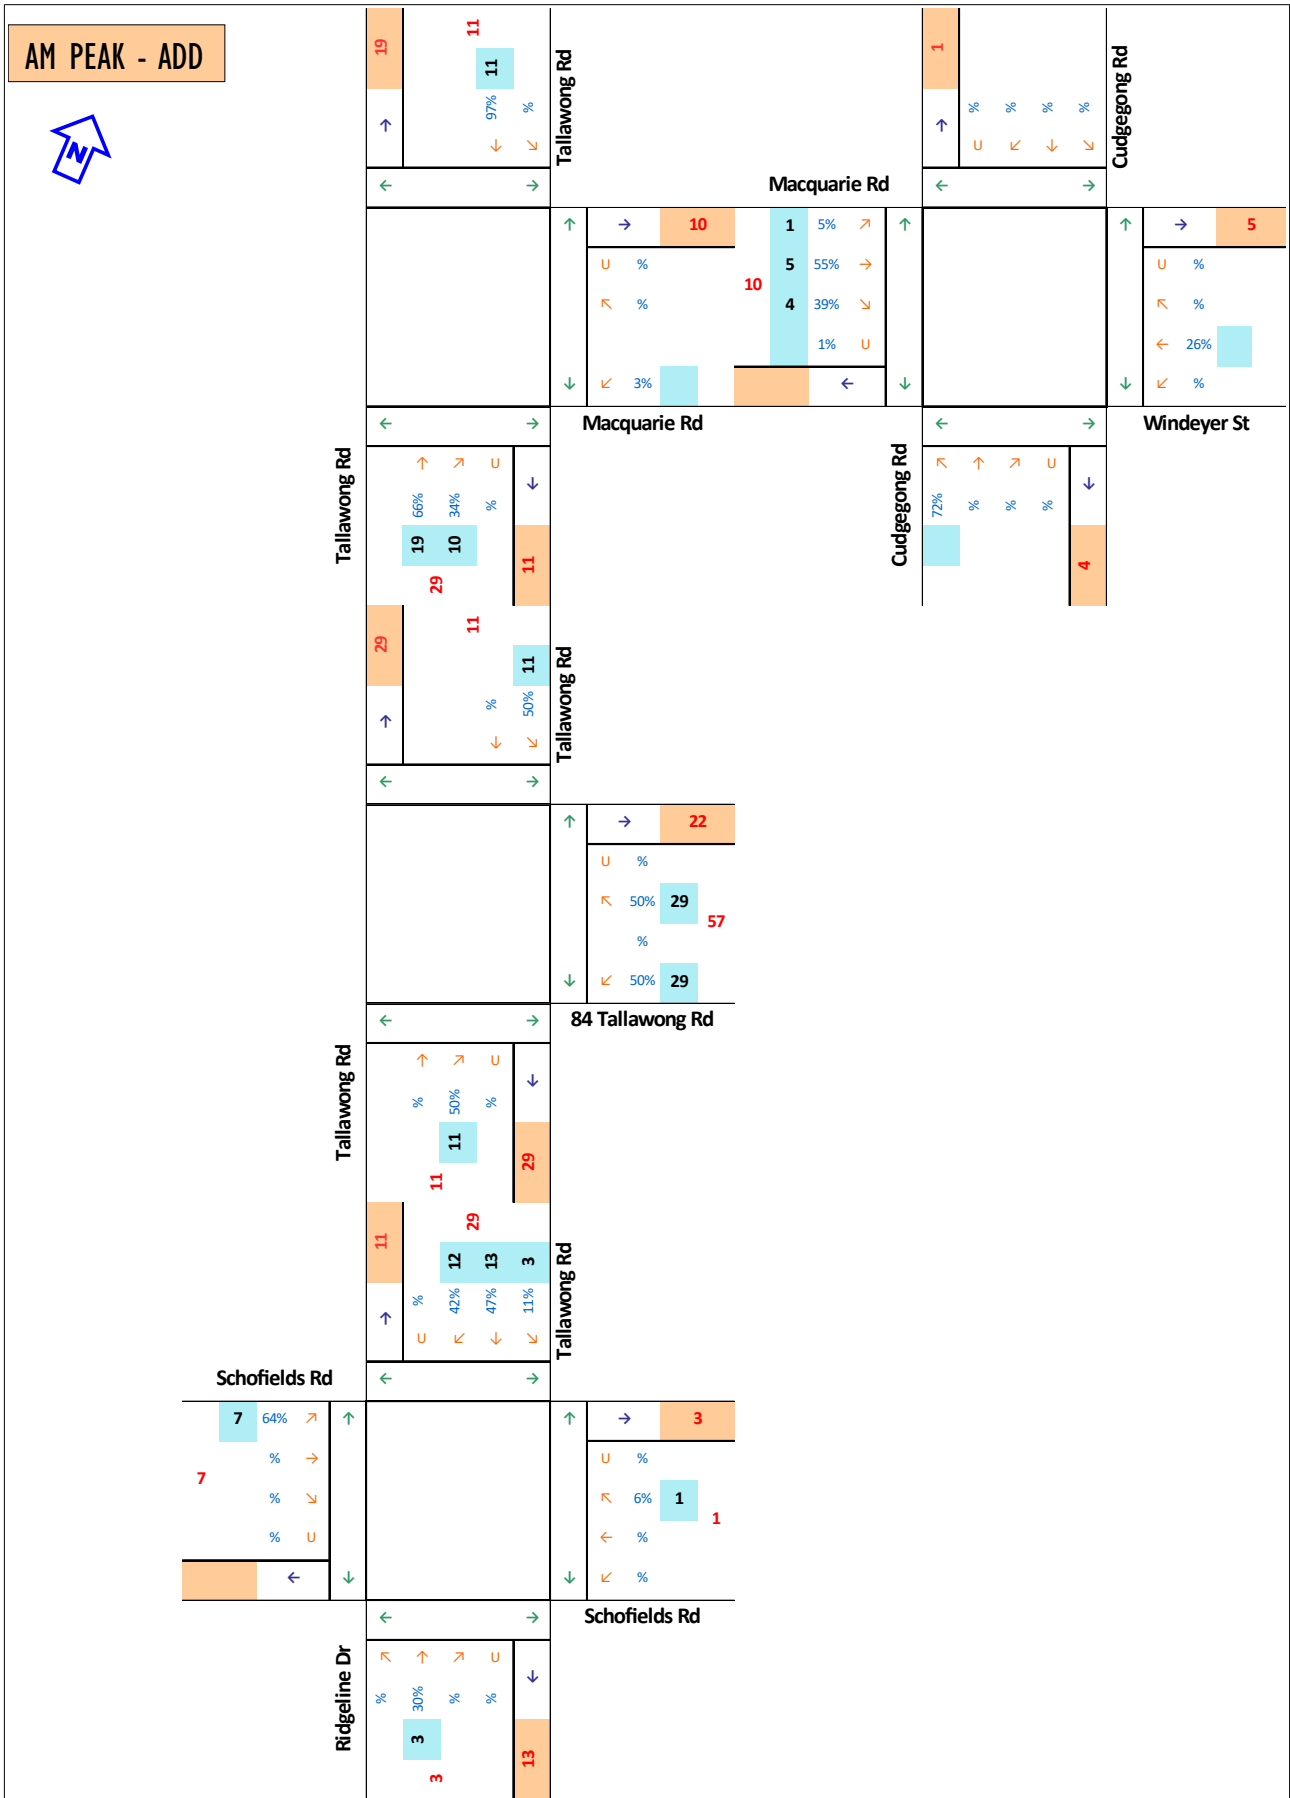 AM PEAK - ADD
N
19
11
11
97%
%
↑
↓
↘
Tallawong Rd
1
%
%
%
%
↑
U
↙
↓
↘
Cudgegong Rd
← →
Macquarie Rd
← →
↑ → 10
U %
↖ %
↓ ↙ 3%
1 5% ↗ ↑
5 55% →
10
4 39% ↘
1% U
← ↓
↑ → 5
U %
↖ %
← 26%
↓ ↙ %
← →
Macquarie Rd
← →
Windeyer St
Tallawong Rd
↑ ↗ U ↓
66% 34% %
19 10
29
11
Cudgegong Rd
↖ ↑ ↗ U ↓
72% % % %
4
29
11
11
% 50%
↑ ↓ ↘
Tallawong Rd
← →
↑ → 22
U %
↖ 50% 29
57
%
↓ ↙ 50% 29
← →
84 Tallawong Rd
Tallawong Rd
↑ ↗ U ↓
% 50% %
11
11
29
11
29
12 13 3
% 42% 47% 11%
↑ U ↙ ↓ ↘
Tallawong Rd
Schofields Rd
← →
7 64% ↗ ↑
% →
7
% ↘
% U
← ↓
↑ → 3
U %
↖ 6% 1
1
← %
↓ ↙ %
← →
Schofields Rd
Ridgeline Dr
↖ ↑ ↗ U ↓
% 30% % %
3
3
13